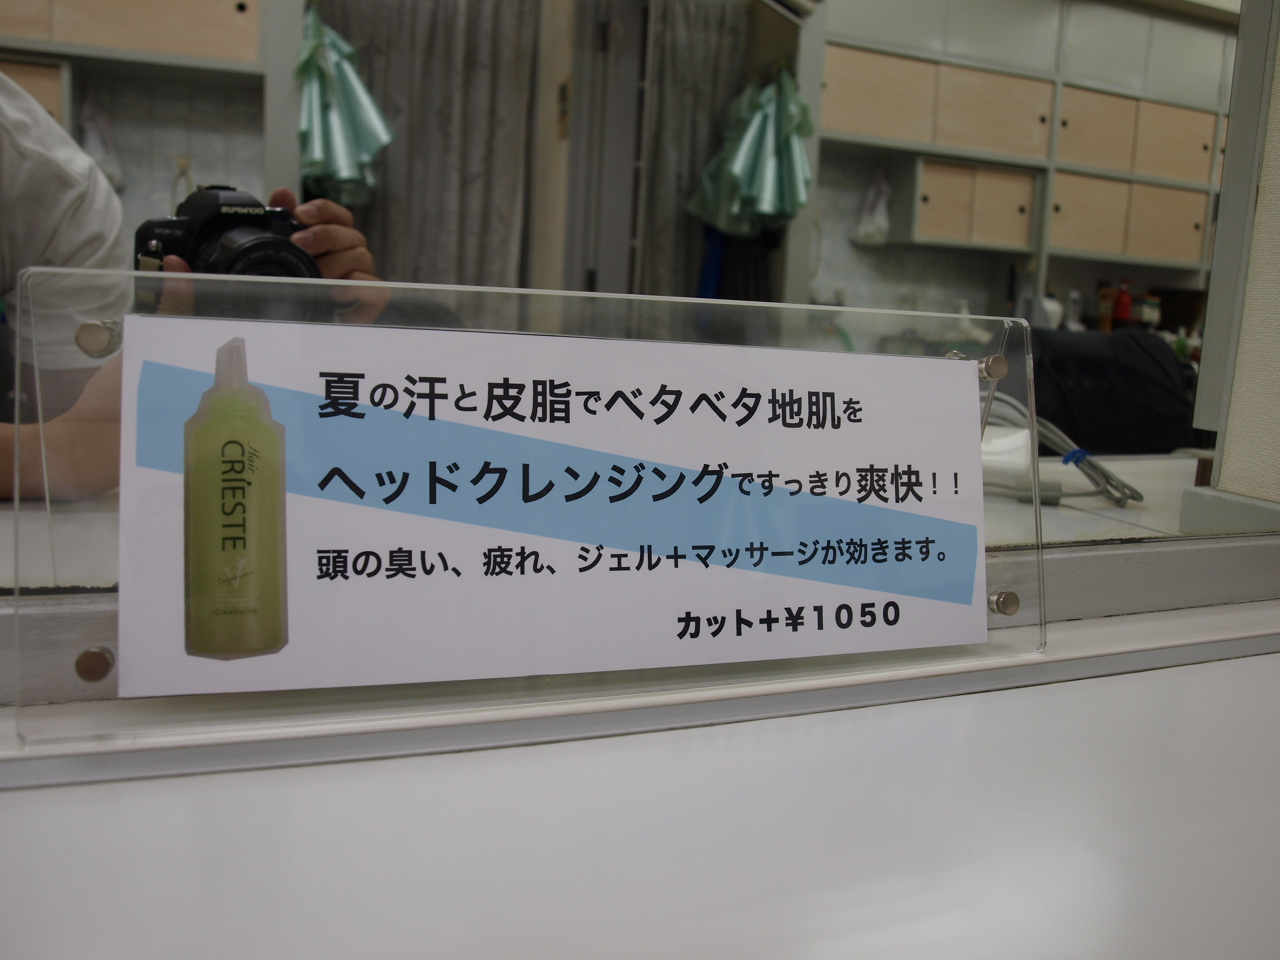 夏の汗と皮脂でベタベタ地肌を
ヘッドクレンジングですっきり爽快！！
頭の臭い、疲れ、ジェル＋マッサージが効きます。
カット＋¥1050
Hair
CRIESTE
Cleansing
OLYMPUS